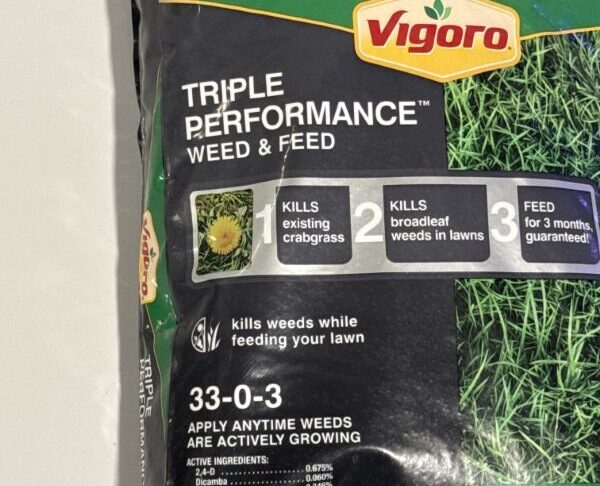 Vigoro
TRIPLE
PERFORMANCE™
WEED & FEED
1
KILLS
existing
crabgrass
2
KILLS
broadleaf
weeds in lawns
3
FEED
for 3 months,
guaranteed!
Vigoro
kills weeds while
feeding your lawn
TRIPLE
33-0-3
APPLY ANYTIME WEEDS
ARE ACTIVELY GROWING
ACTIVE INGREDIENTS:
2,4-D 0.675%
Dicamba 0.060%